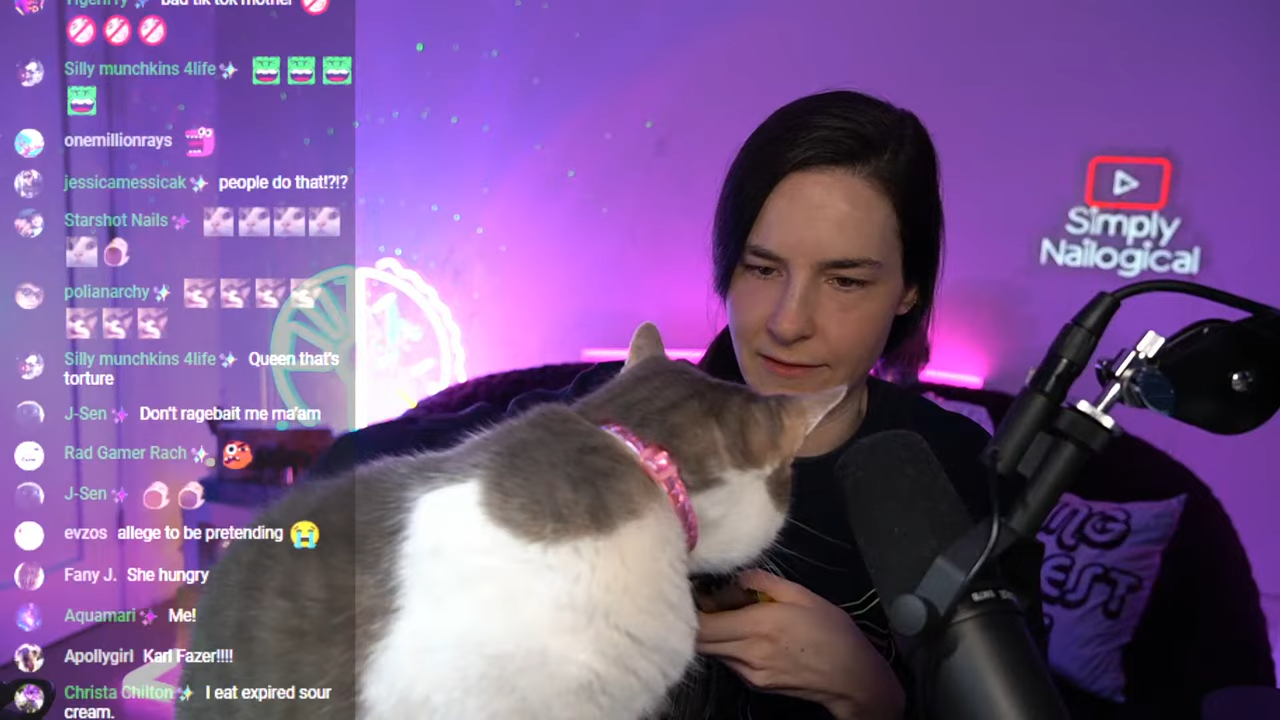 Tigerifly bad tik tok mother
Silly munchkins 4life
onemillionrays
jessicamessicak people do that!?!?
Starshot Nails
polianarchy
Silly munchkins 4life Queen that's
torture
J-Sen Don't ragebait me ma'am
Rad Gamer Rach
J-Sen
evzos allege to be pretending
Fany J. She hungry
Aquamari Me!
Apollygirl Karl Fazer!!!!
Christa Chilton I eat expired sour
cream.
Simply
Nailogical